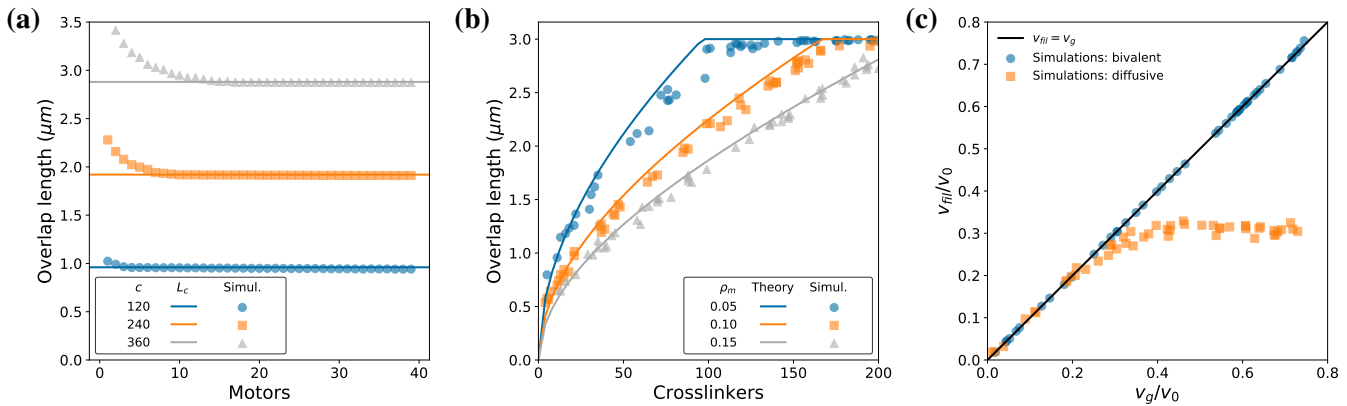 (a)
Overlap length (μm)
3.5
3.0
2.5
2.0
1.5
1.0
0.5
0.0
c L_c Simul.
120
240
360
0 10 20 30 40
Motors
(b)
Overlap length (μm)
3.0
2.5
2.0
1.5
1.0
0.5
0.0
ρ_m Theory Simul.
0.05
0.10
0.15
0 50 100 150 200
Crosslinkers
(c)
v_fil/v_0
0.8
0.7
0.6
0.5
0.4
0.3
0.2
0.1
0.0
v_fil = v_g
Simulations: bivalent
Simulations: diffusive
0.0 0.2 0.4 0.6 0.8
v_g/v_0